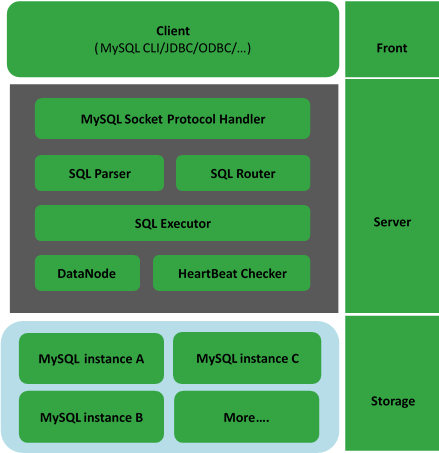 Client
(MySQL CLI/JDBC/ODBC/...)
Front
MySQL Socket Protocol Handler
SQL Parser
SQL Router
SQL Executor
DataNode
HeartBeat Checker
Server
MySQL instance A
MySQL instance C
MySQL instance B
More....
Storage